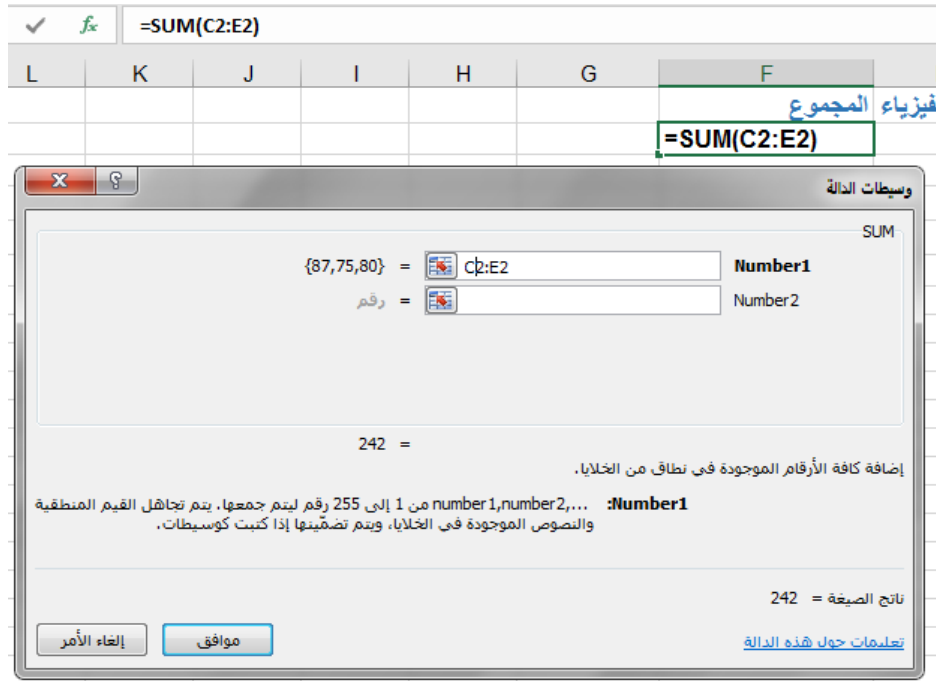 =SUM(C2:E2)
L K J I H G F
فيزياء المجموع
=SUM(C2:E2)
وسيطات الدالة
SUM
Number1 C2:E2 = {87,75,80}
Number2 = رقم
= 242
إضافة كافة الأرقام الموجودة في نطاق من الخلايا.
Number1: number1,number2,... من 1 إلى 255 رقم ليتم جمعها. يتم تجاهل القيم المنطقية
والنصوص الموجودة في الخلايا، ويتم تضمّينها إذا كتبت كوسيطات.
ناتج الصيغة = 242
تعليمات حول هذه الدالة
موافق
إلغاء الأمر